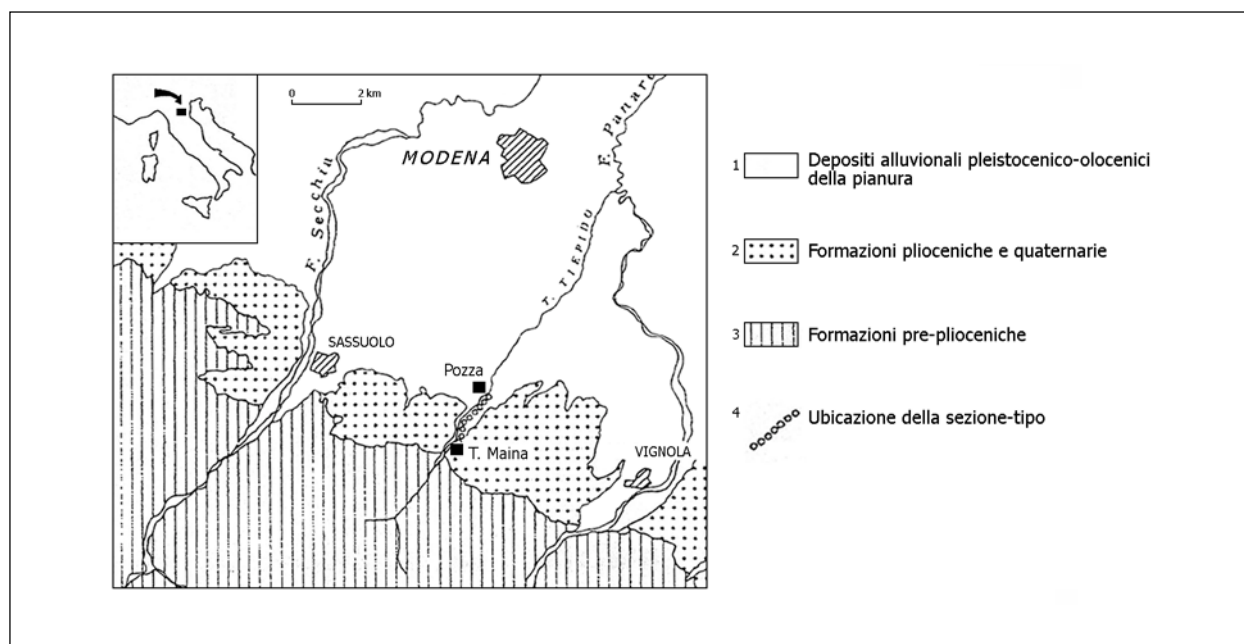 0 2 km
MODENA
F. Secchia
F. Panaro
T. TIEPINO
SASSUOLO
Pozza
T. Maina
VIGNOLA
1 Depositi alluvionali pleistocenico-olocenici
della pianura
2 Formazioni plioceniche e quaternarie
3 Formazioni pre-plioceniche
4 Ubicazione della sezione-tipo